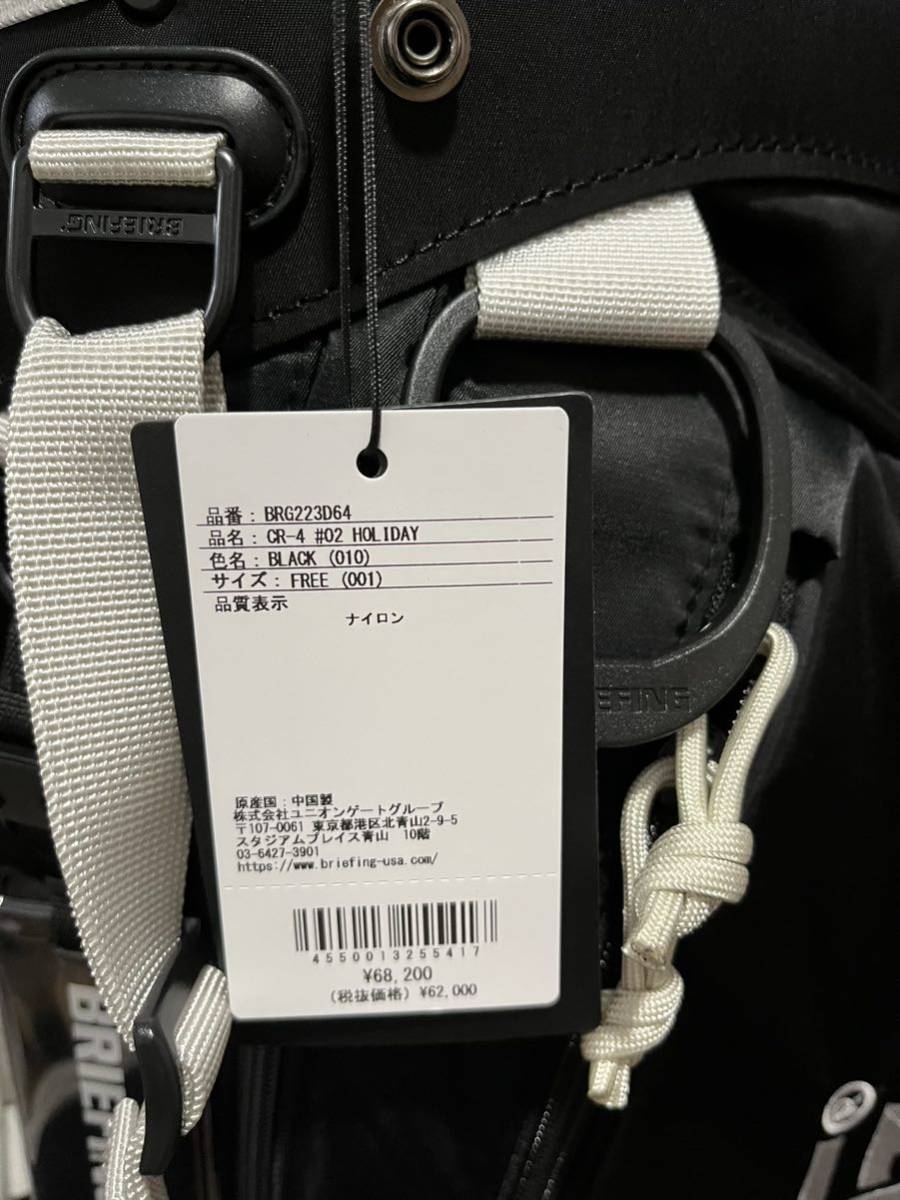 BRIEFING
品番 : BRG223D64
品名 : CR-4 #02 HOLIDAY
色名 : BLACK (010)
サイズ : FREE (001)
品質表示
ナイロン
EFING
原産国 : 中国製
株式会社ユニオンゲートグループ
〒107-0061 東京都港区北青山2-9-5
スタジアムプレイス青山 10階
03-6427-3901
https://www.briefing-usa.com/
4550013255417
¥68,200
(税抜価格) ¥62,000
BRIEF